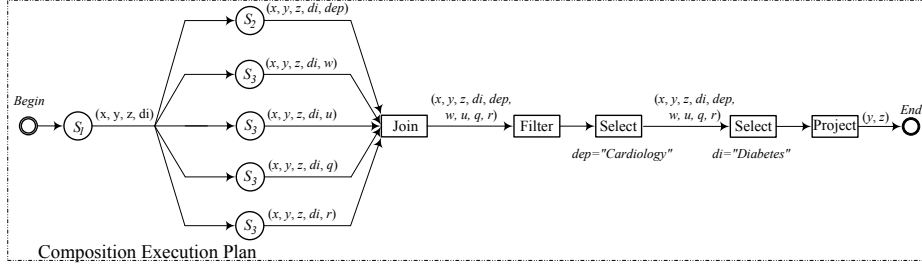 Begin
S1
(x, y, z, di)
S2
(x, y, z, di, dep)
S3
(x, y, z, di, w)
S3
(x, y, z, di, u)
S3
(x, y, z, di, q)
S3
(x, y, z, di, r)
Join
(x, y, z, di, dep,
w, u, q, r)
Filter
Select
dep="Cardiology"
(x, y, z, di, dep,
w, u, q, r)
Select
di="Diabetes"
Project
(y, z)
End
Composition Execution Plan